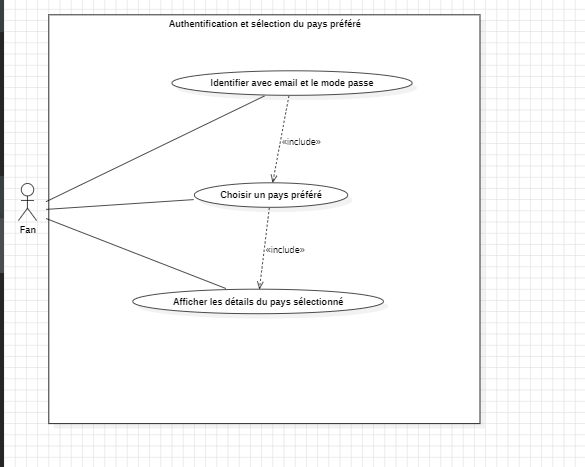 Authentification et sélection du pays préféré
Identifier avec email et le mode passe
«include»
Choisir un pays préféré
Fan
«include»
Afficher les détails du pays sélectionné